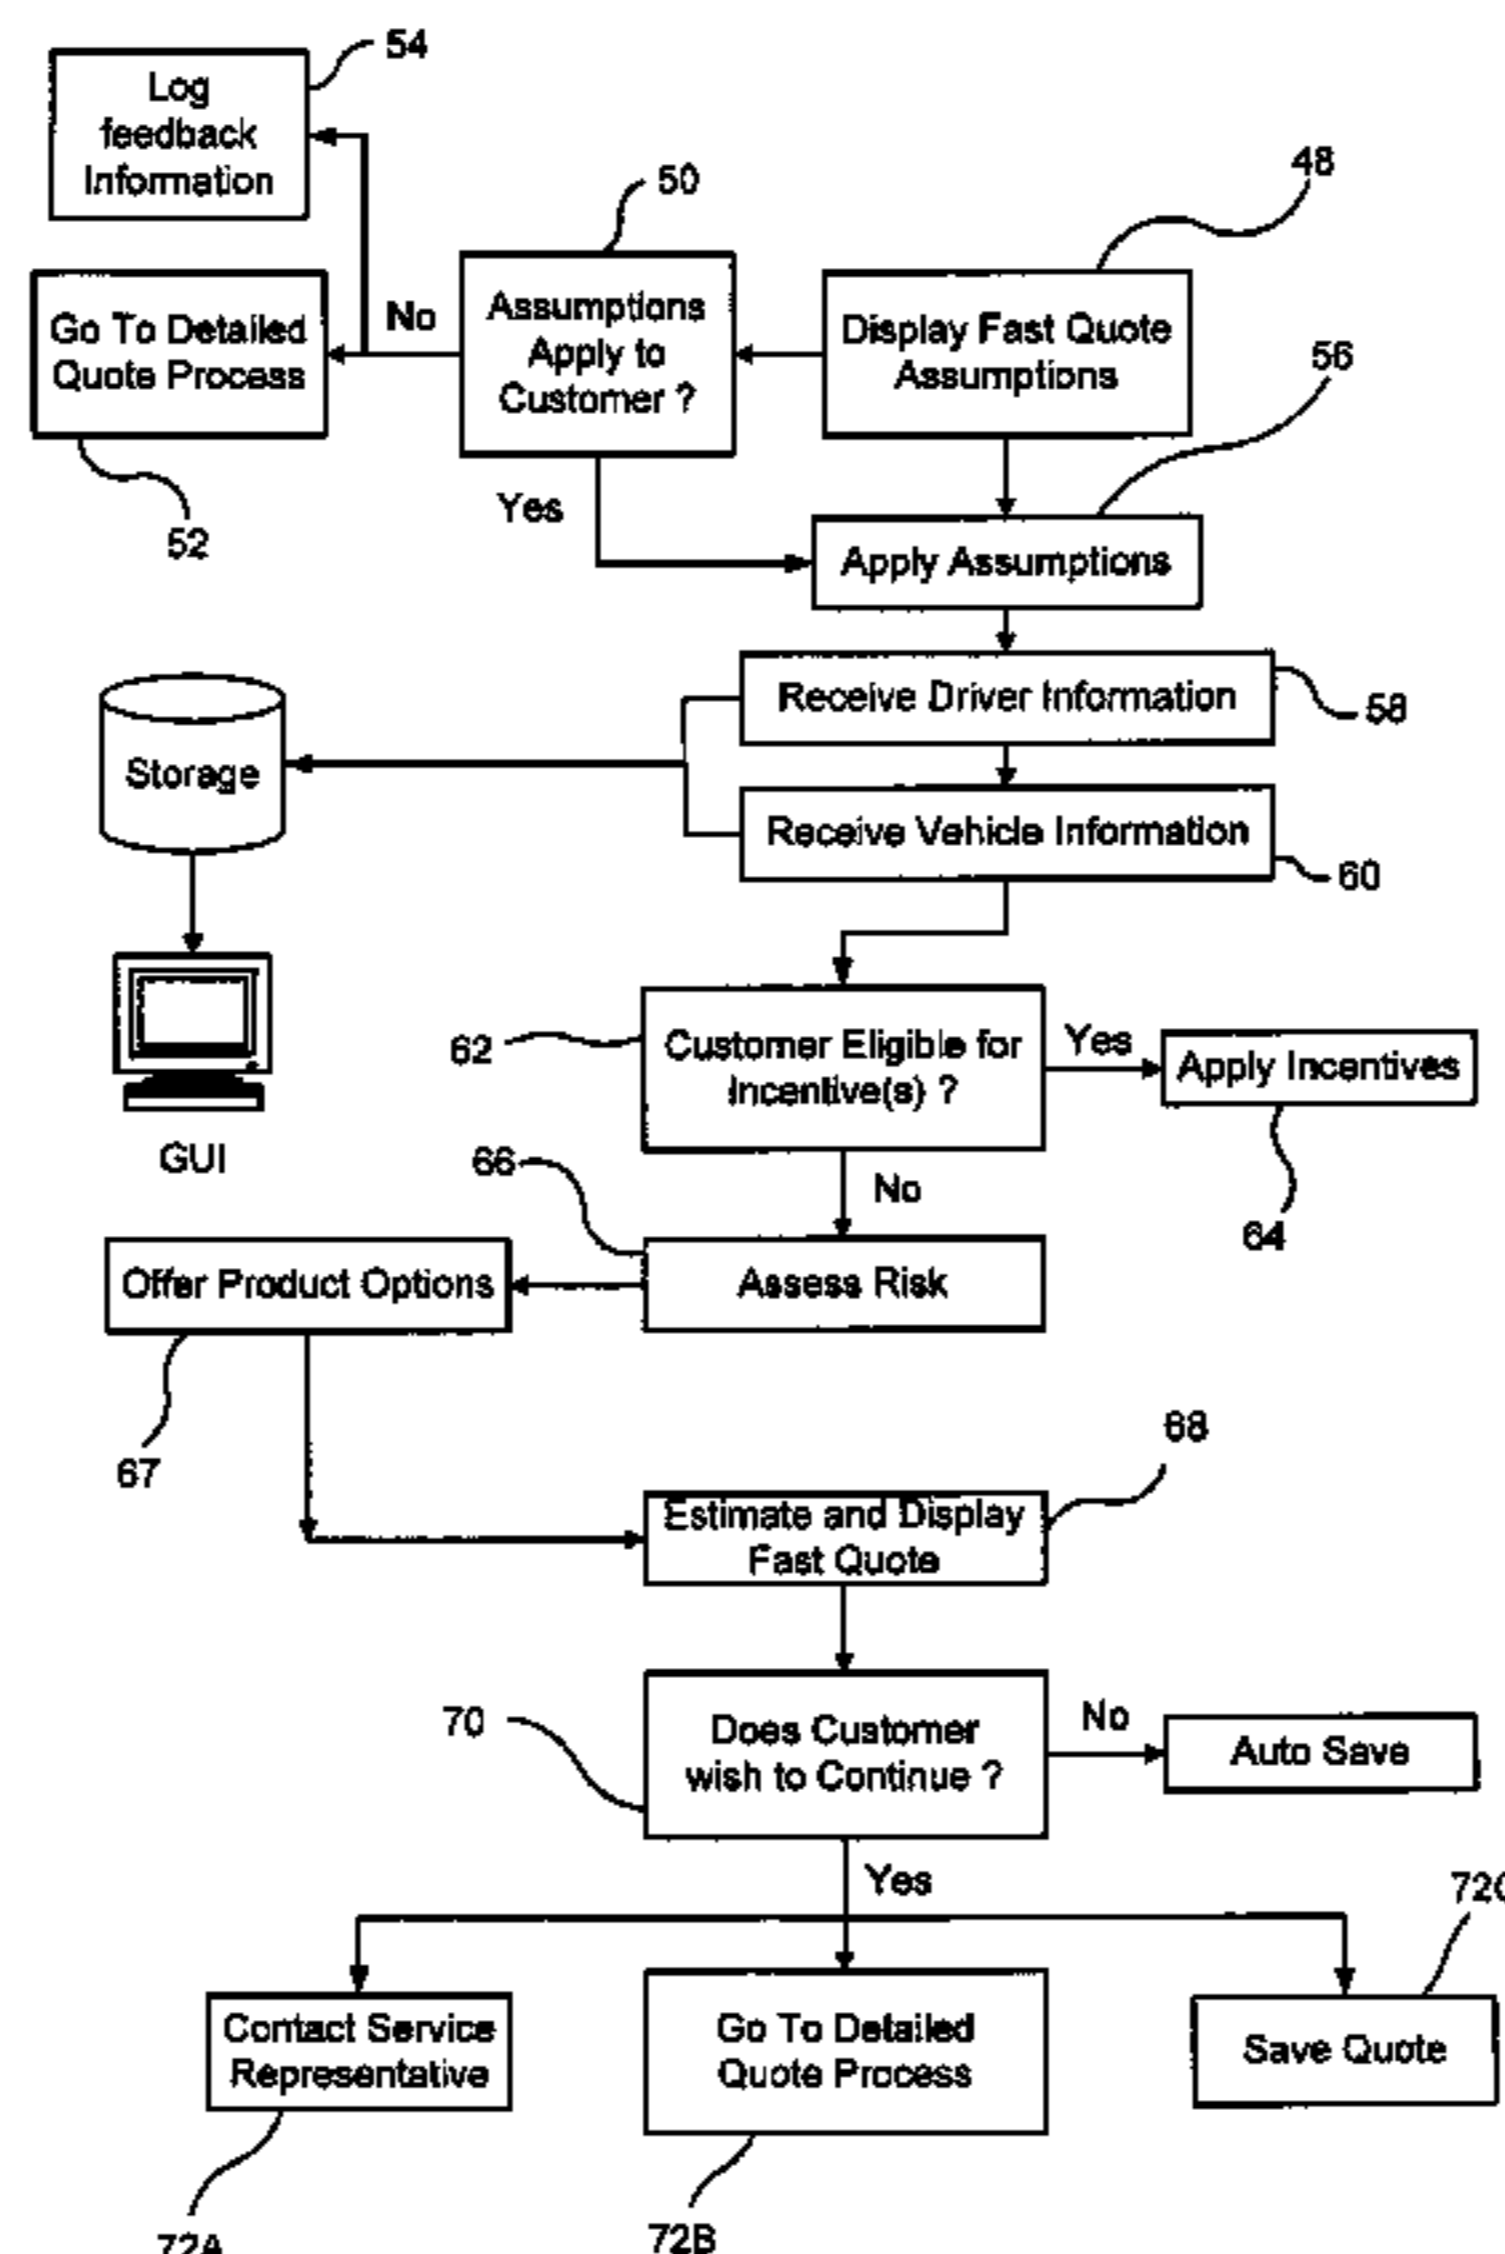 54
Log
feedback
Information
50
48
Go To Detailed
Quote Process
No
Assumptions
Apply to
Customer ?
Display Fast Quote
Assumptions
56
52
Yes
Apply Assumptions
Receive Driver Information
58
Storage
Receive Vehicle Information
60
62
Customer Eligible for
Incentive(s) ?
Yes
Apply Incentives
GUI
66
No
64
Offer Product Options
Assess Risk
67
68
Estimate and Display
Fast Quote
70
Does Customer
wish to Continue ?
No
Auto Save
Yes
72C
Contact Service
Representative
Go To Detailed
Quote Process
Save Quote
72A
72B